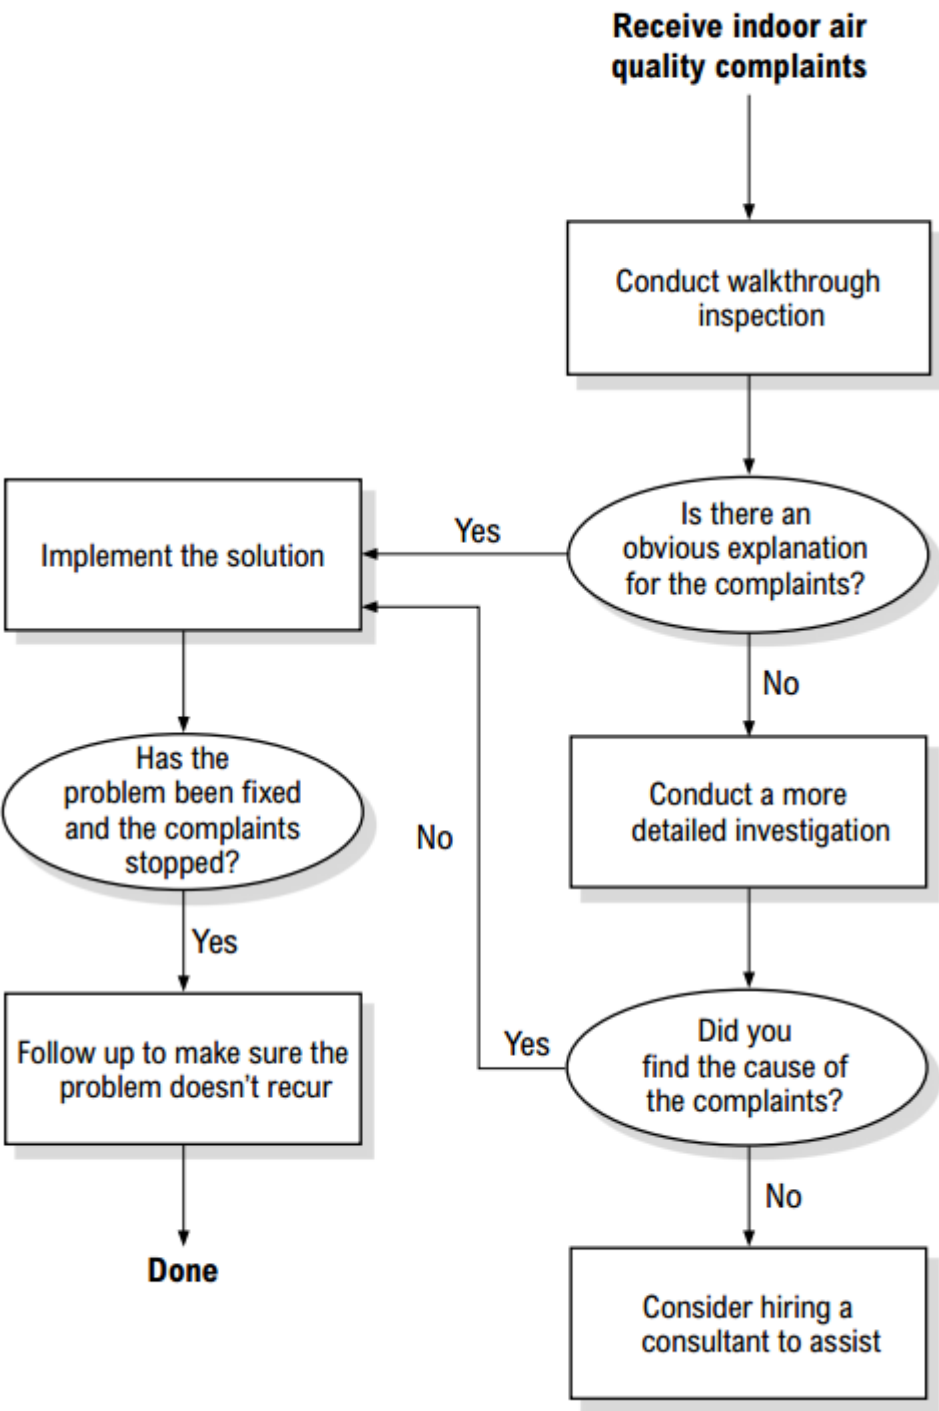 Receive indoor air
quality complaints
Conduct walkthrough
inspection
Is there an
obvious explanation
for the complaints?
Yes
Implement the solution
No
Conduct a more
detailed investigation
Has the
problem been fixed
and the complaints
stopped?
No
Yes
Did you
find the cause of
the complaints?
Yes
Follow up to make sure the
problem doesn't recur
No
Done
Consider hiring a
consultant to assist